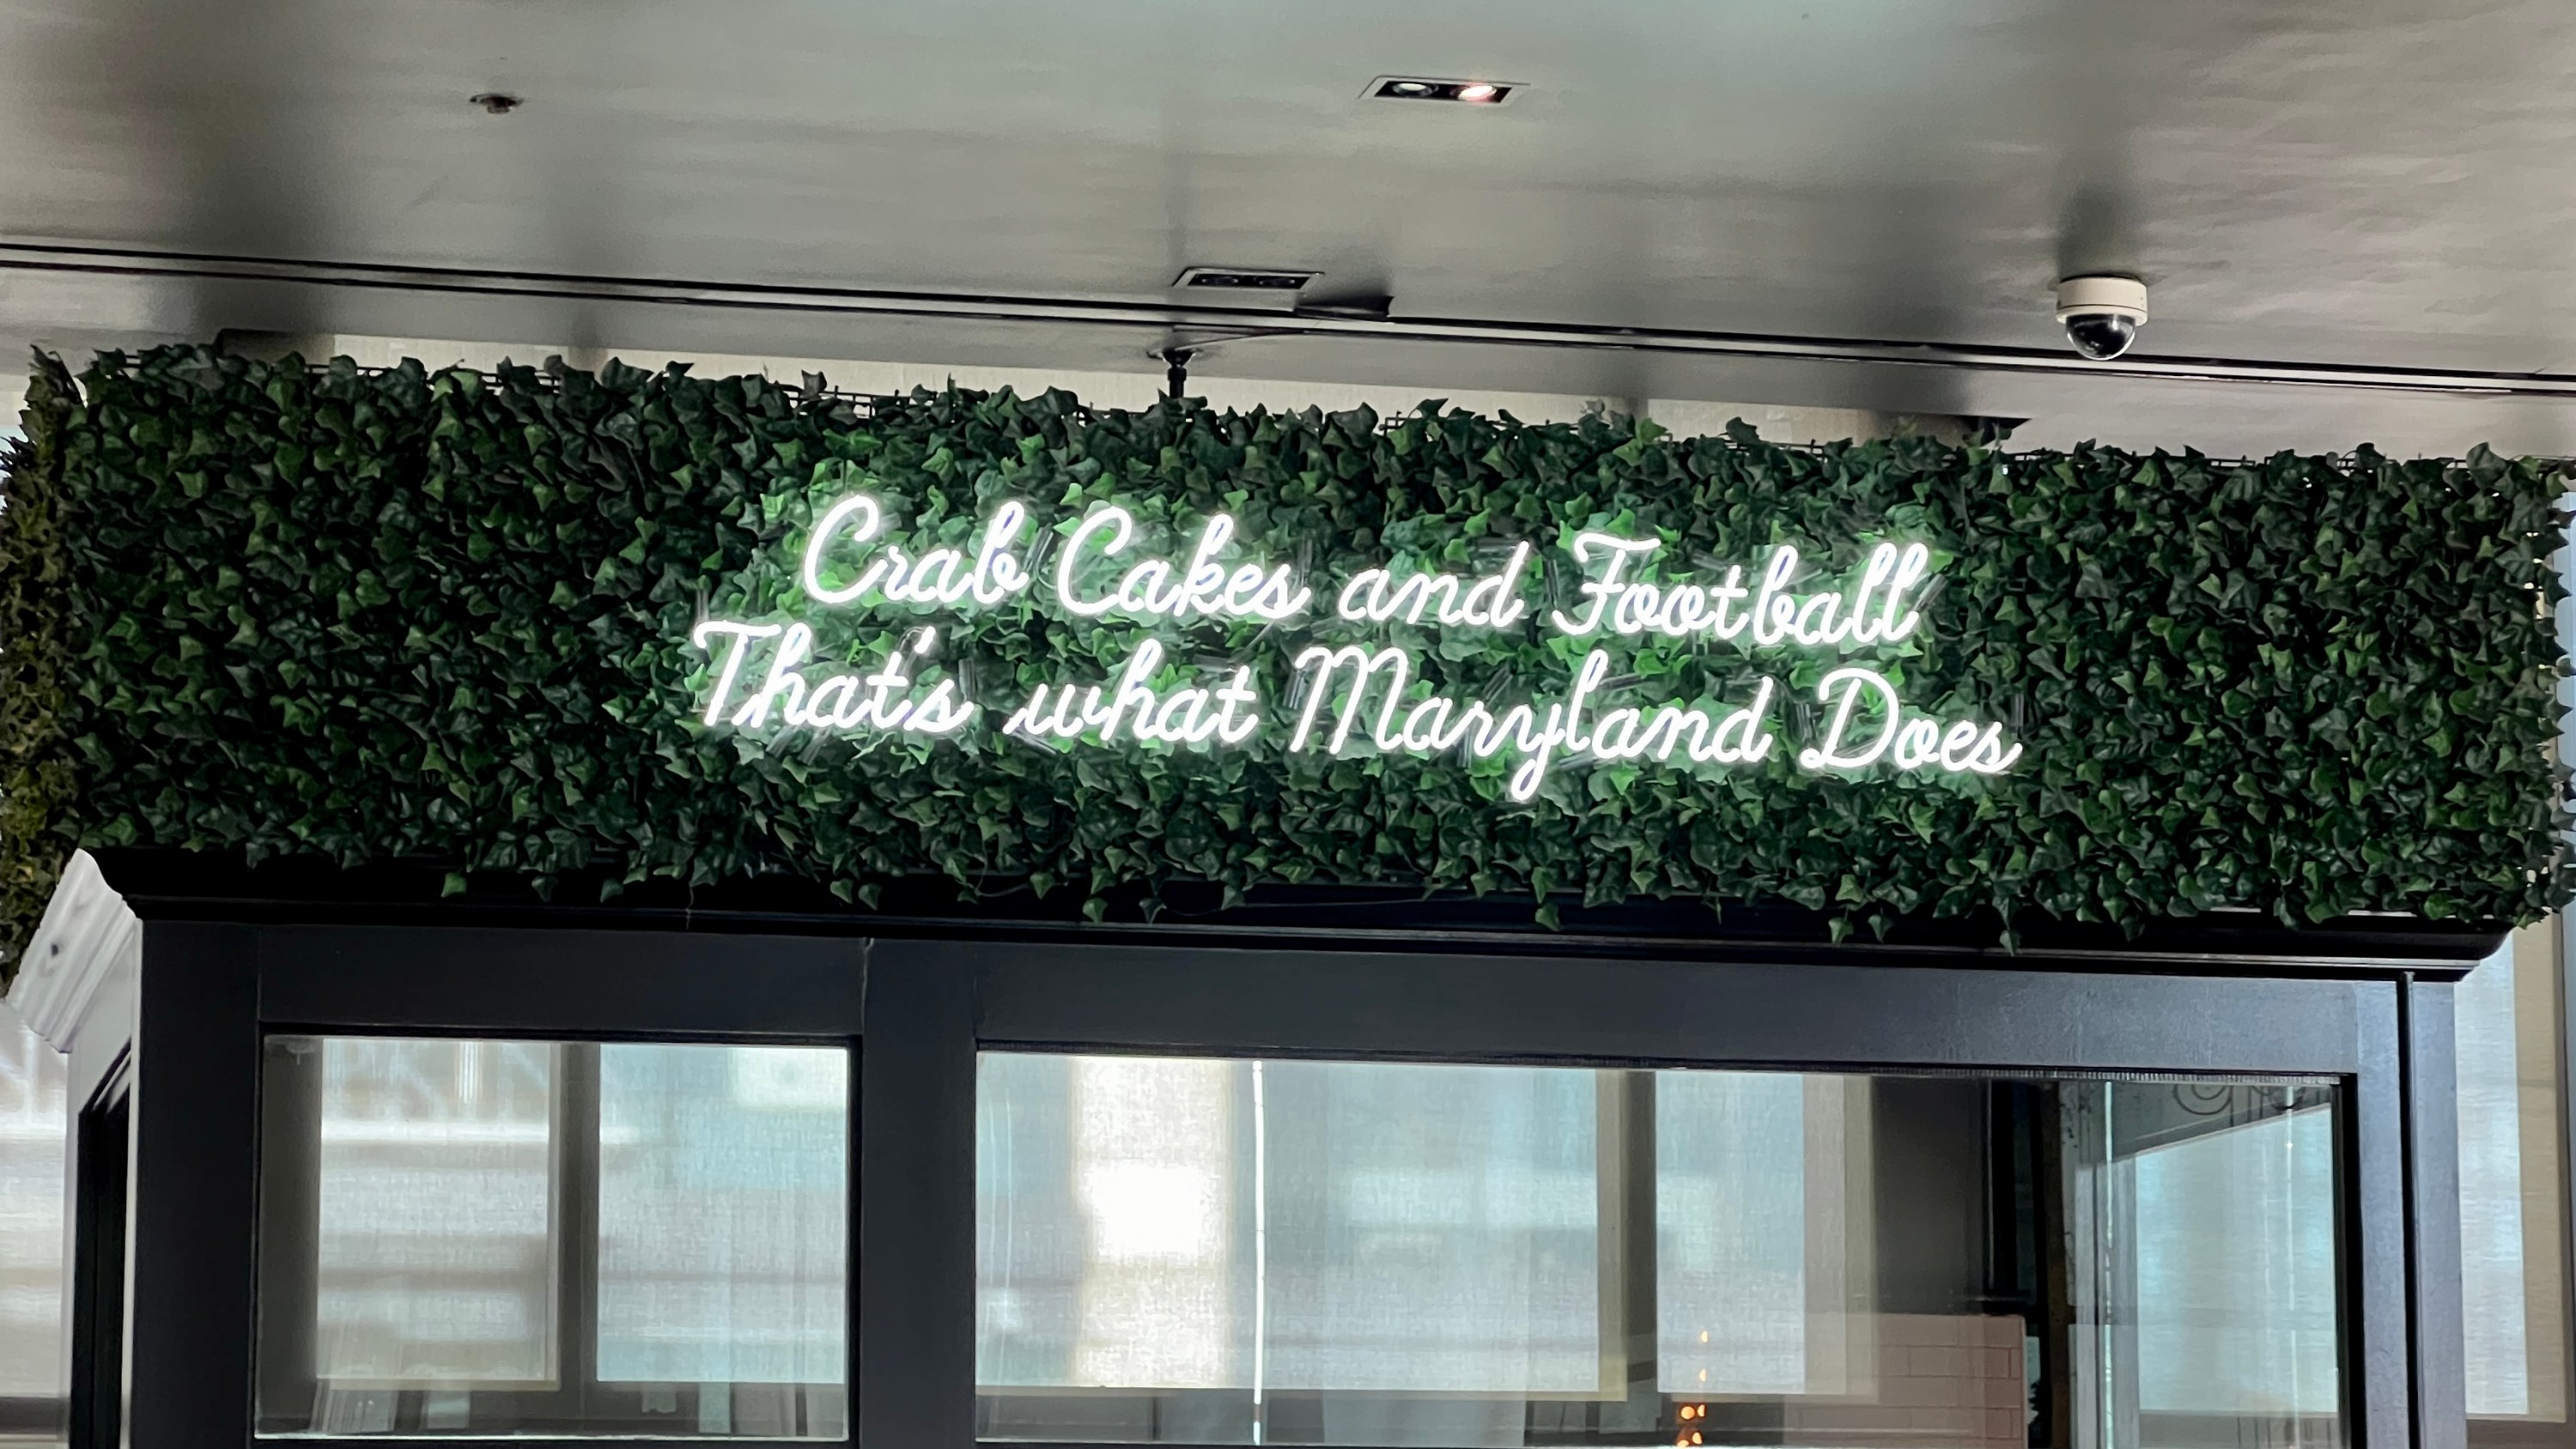 Crab Cakes and Football
That's what Maryland Does